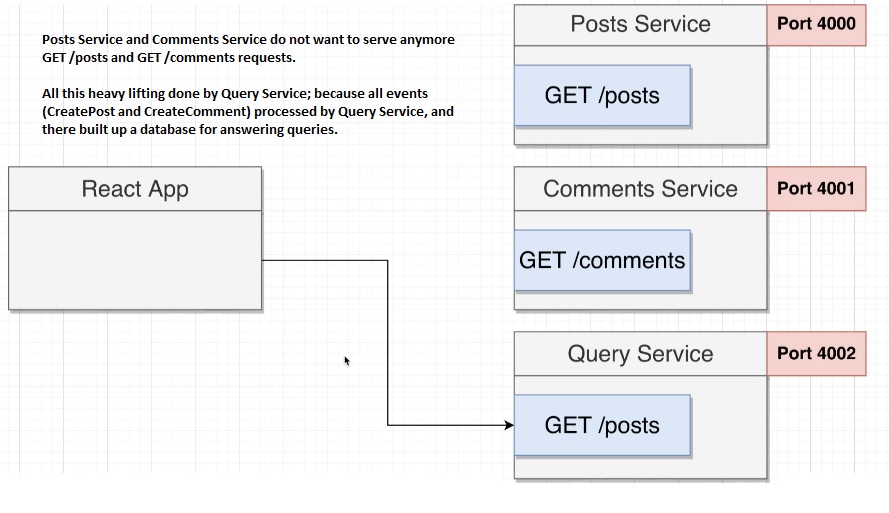 Posts Service and Comments Service do not want to serve anymore
GET /posts and GET /comments requests.
All this heavy lifting done by Query Service; because all events
(CreatePost and CreateComment) processed by Query Service, and
there built up a database for answering queries.
Posts Service
Port 4000
GET /posts
React App
Comments Service
Port 4001
GET /comments
Query Service
Port 4002
GET /posts